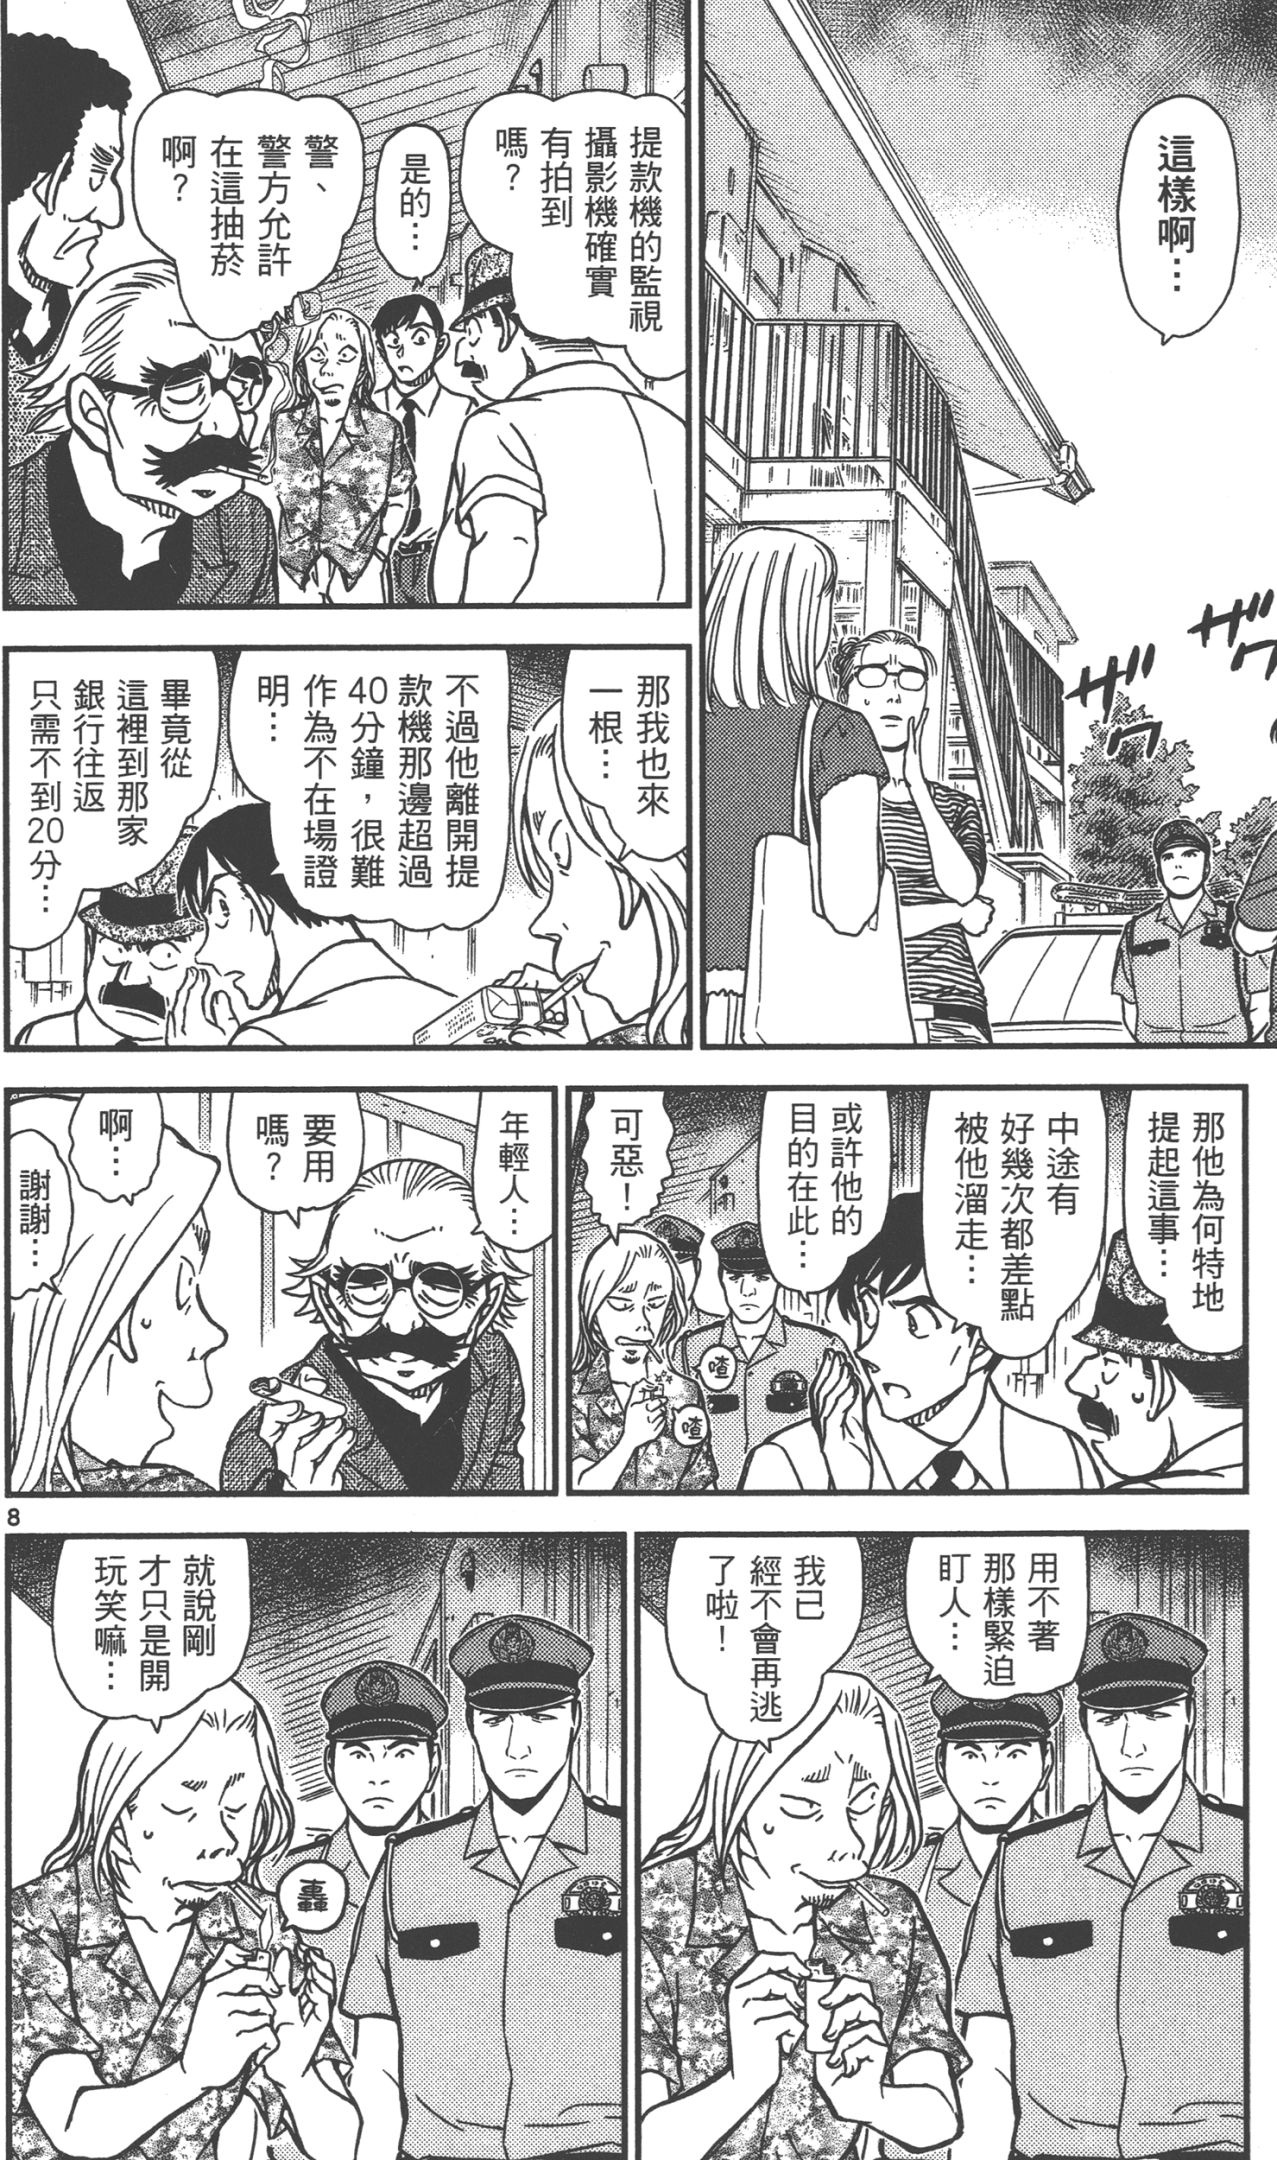 這樣啊…
ザワ
ザワ
提款機的監視
攝影機確實
有拍到
嗎？
是的…
警、
警方允許
在這抽菸
啊？
那我也來
一根…
不過他離開提
款機那邊超過
40分鐘，很難
作為不在場證
明…
畢竟從
這裡到那家
銀行往返
只需不到20分…
那他為何特地
提起這事…
中途有
好幾次都差點
被他溜走…
或許他的
目的在此…
可惡！
喳
喳
年輕人…
要用
嗎？
啊…
謝謝…
8
用不著
那樣緊迫
盯人…
我已
經不會再逃
了啦！
就說剛
才只是開
玩笑嘛…
轟